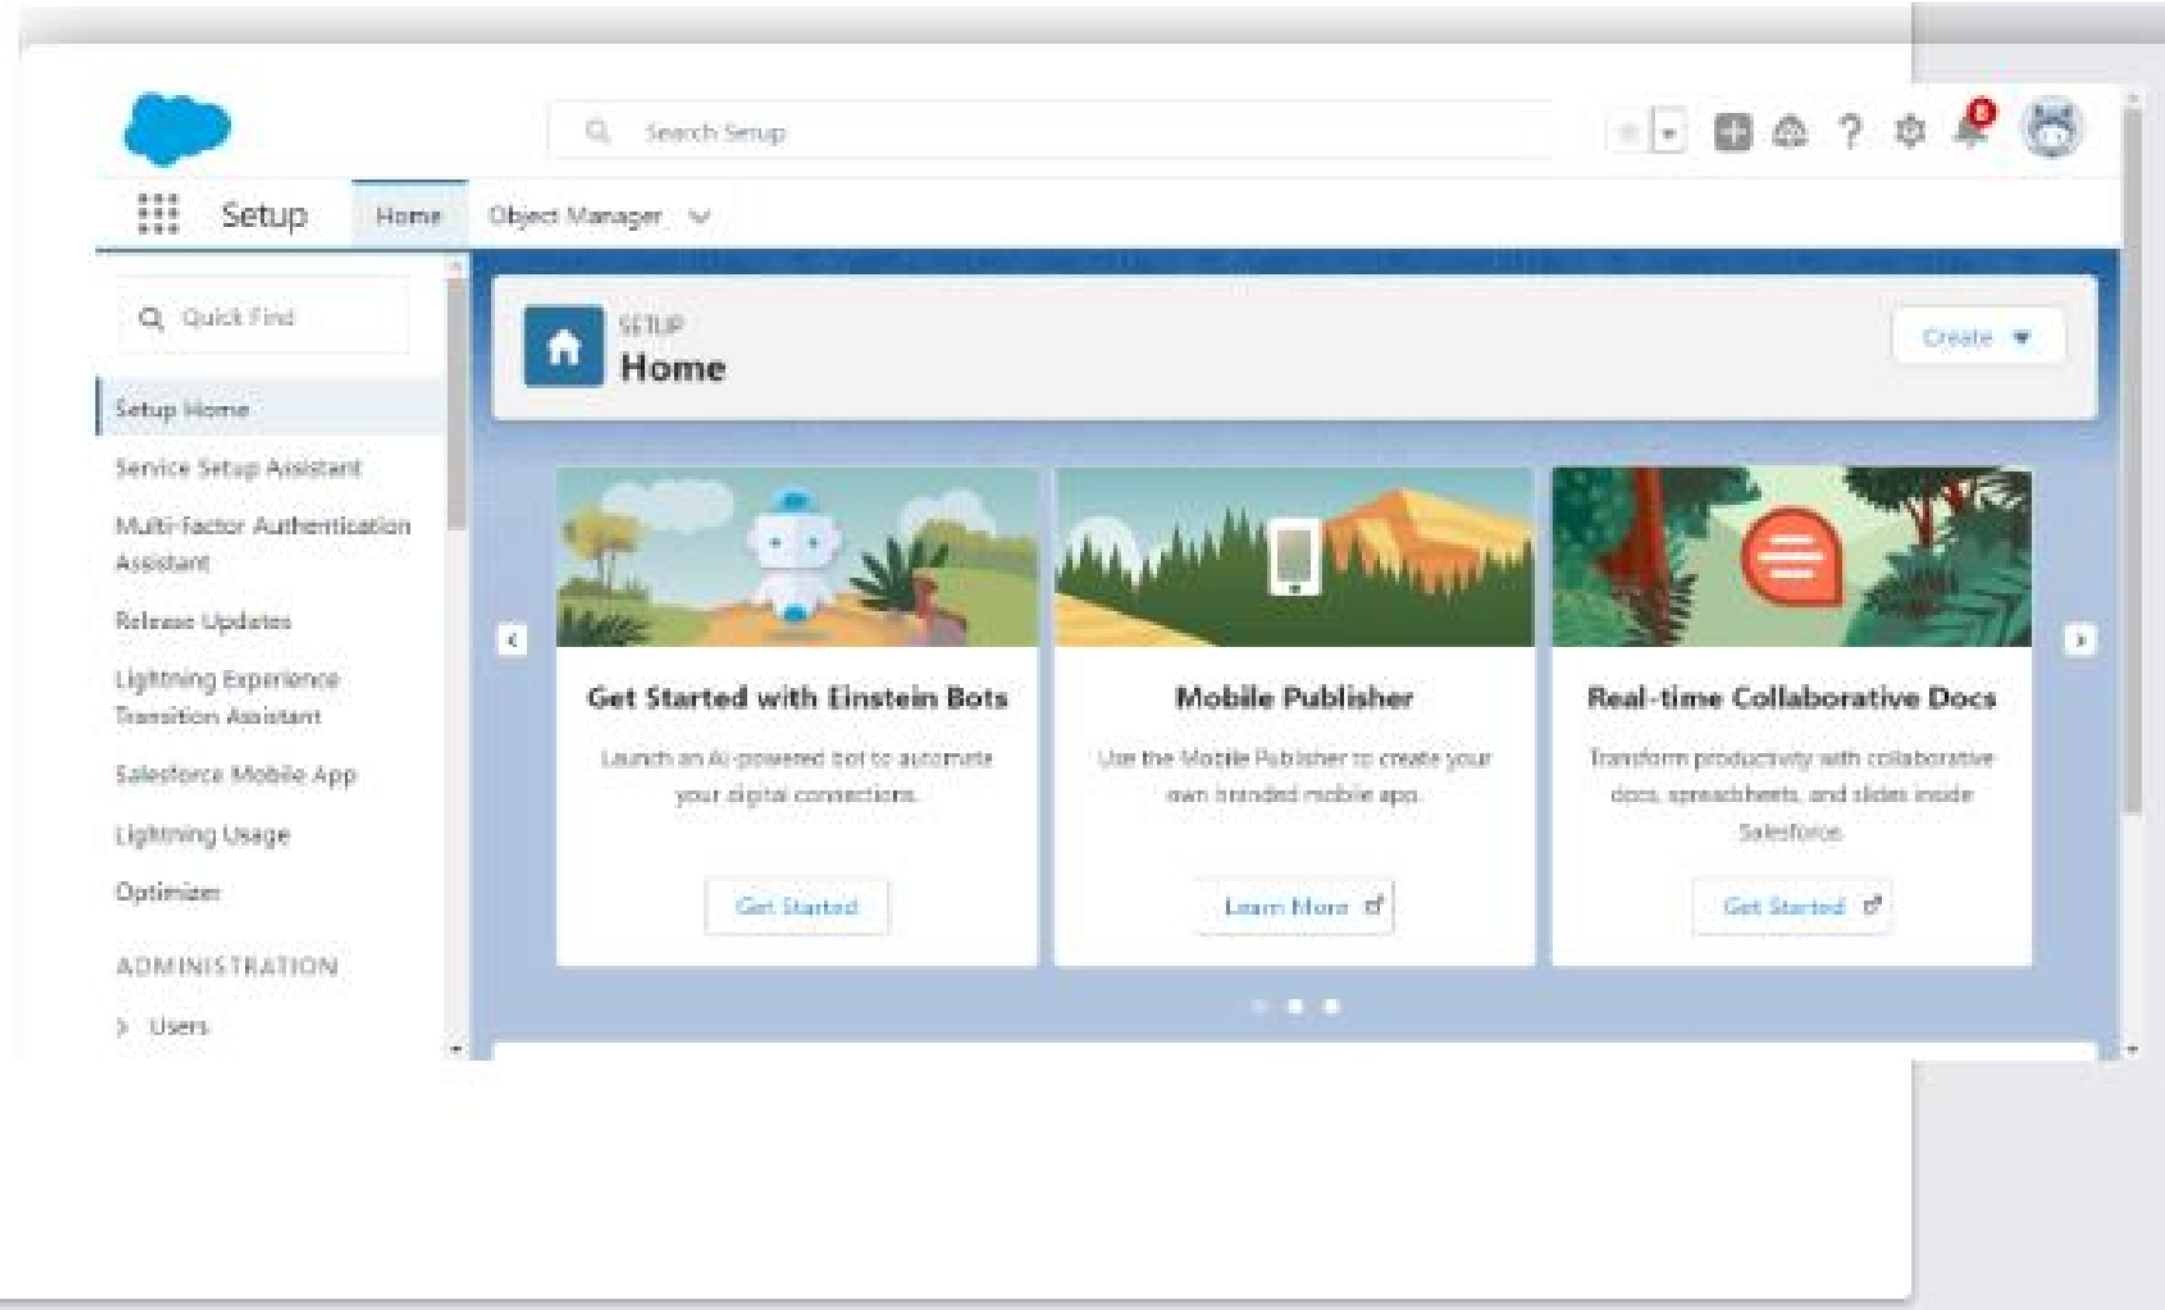 Search Setup
8
Setup
Home
Object Manager
Quick Find
SETUP
Home
Create
Setup Home
Service Setup Assistant
Multi-Factor Authentication
Assistant
Release Updates
Lightning Experience
Transition Assistant
Salesforce Mobile App
Lightning Usage
Optimizer
ADMINISTRATION
Users
Get Started with Einstein Bots
Launch an AI-powered bot to automate
your digital connections.
Get Started
Mobile Publisher
Use the Mobile Publisher to create your
own branded mobile app.
Learn More
Real-time Collaborative Docs
Transform productivity with collaborative
docs, spreadsheets, and slides inside
Salesforce.
Get Started